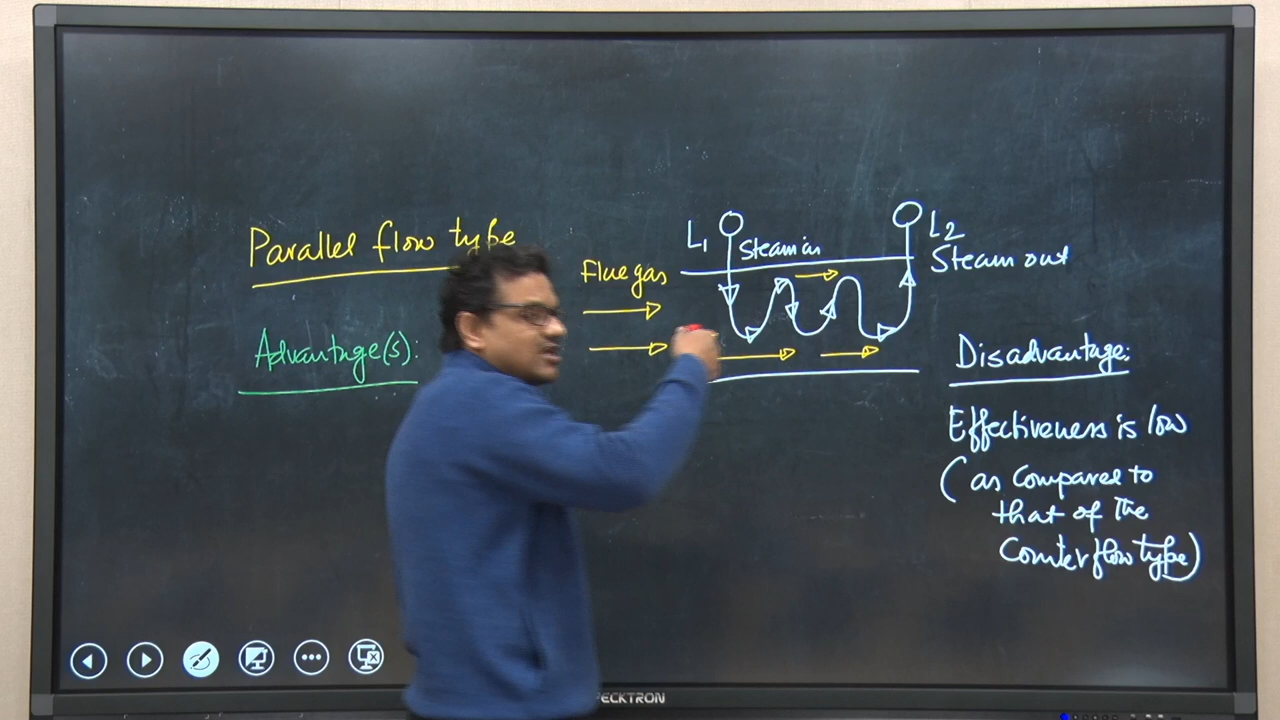 Parallel flow type
Advantage(s):
Flue gas
L1
Steam in
L2
Steam out
Disadvantage:
Effectiveness is low
(as compared to
that of the
Counterflow type)
ECKTRON